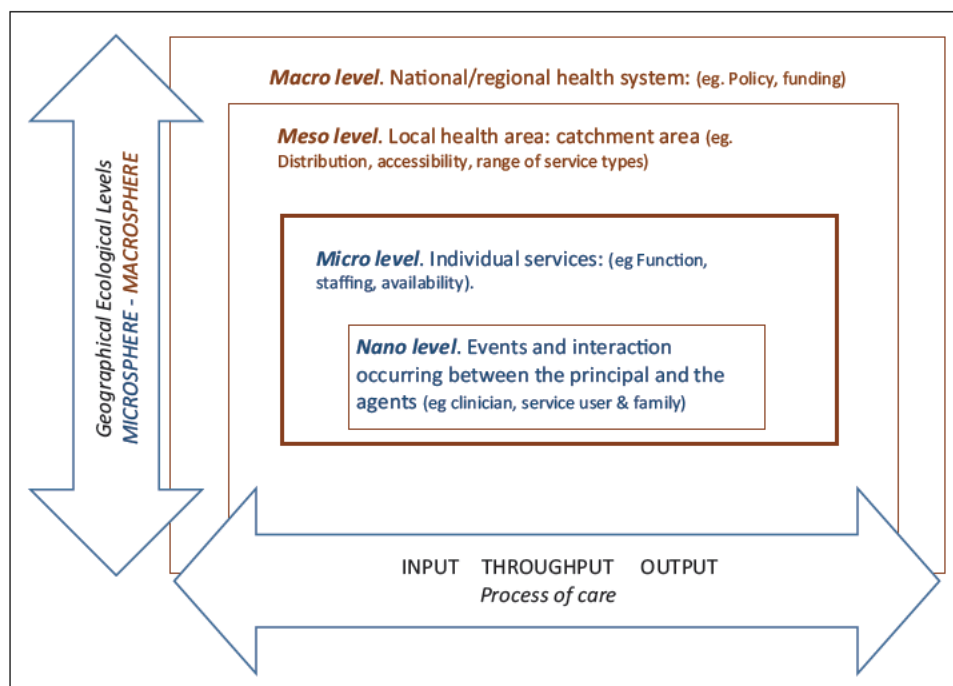 Macro level. National/regional health system: (eg. Policy, funding)
Meso level. Local health area: catchment area (eg.
Distribution, accessibility, range of service types)
Micro level. Individual services: (eg Function,
staffing, availability).
Nano level. Events and interaction
occurring between the principal and the
agents (eg clinician, service user & family)
Geographical Ecological Levels
MICROSPHERE - MACROSPHERE
INPUT THROUGHPUT OUTPUT
Process of care